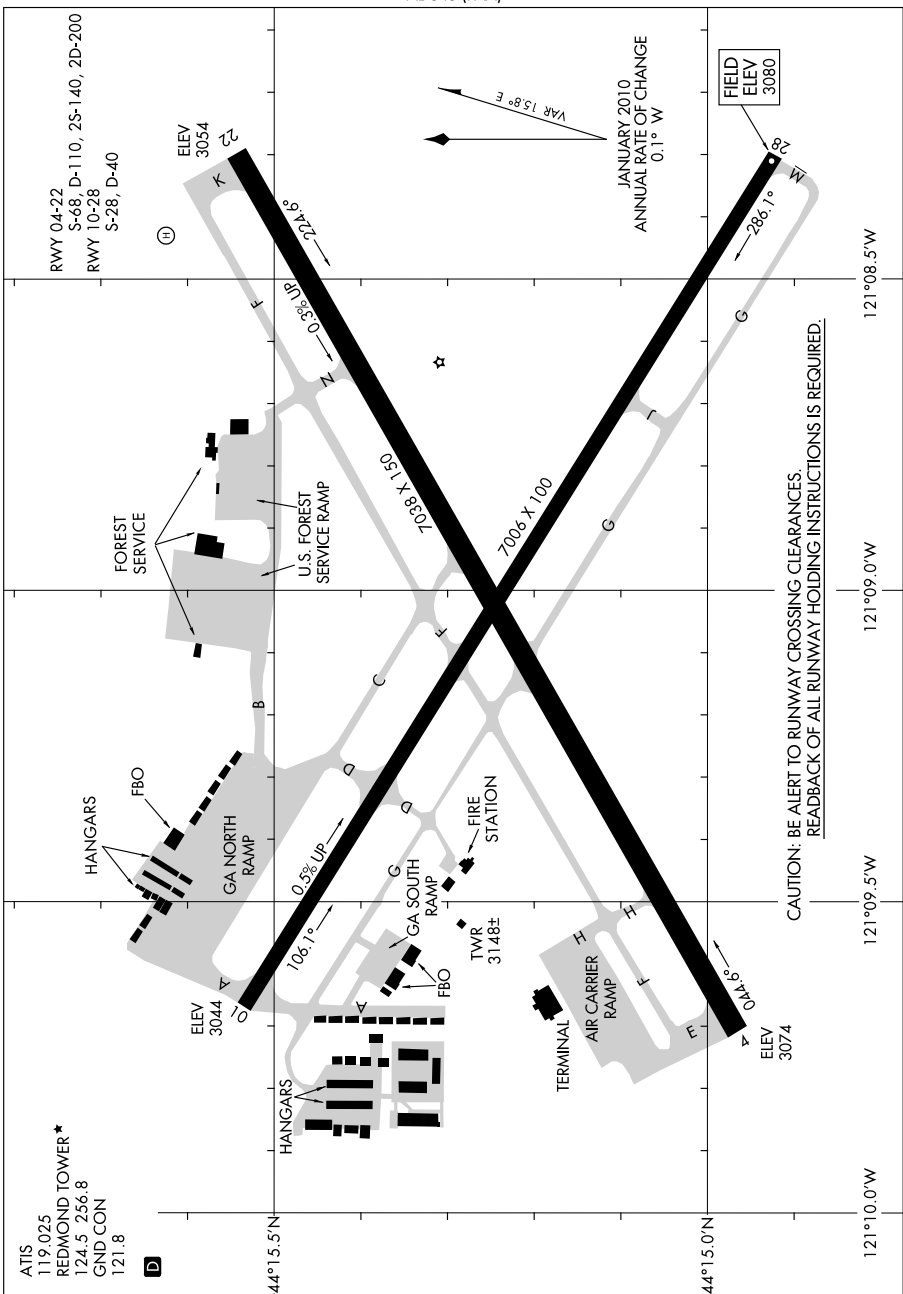 ATIS
119.025
REDMOND TOWER★
124.5 256.8
GND CON
121.8
D
RWY 04-22
S-68, D-110, 2S-140, 2D-200
RWY 10-28
S-28, D-40
H
ELEV
3054
22
K
224.6°
0.3% UP
F
N
VAR 15.8° E
JANUARY 2010
ANNUAL RATE OF CHANGE
0.1° W
FIELD
ELEV
3080
28
M
286.1°
G
J
G
7006 X 100
7038 X 150
FOREST
SERVICE
U.S. FOREST
SERVICE RAMP
B
C
F
D
D
HANGARS
FBO
GA NORTH
RAMP
A
ELEV
3044
10
106.1°
0.5% UP
G
GA SOUTH
RAMP
FIRE
STATION
TWR
3148±
FBO
A
HANGARS
TERMINAL
AIR CARRIER
RAMP
H
H
F
E
044.6°
4
ELEV
3074
CAUTION: BE ALERT TO RUNWAY CROSSING CLEARANCES.
READBACK OF ALL RUNWAY HOLDING INSTRUCTIONS IS REQUIRED.
44°15.5'N
44°15.0'N
121°10.0'W
121°09.5'W
121°09.0'W
121°08.5'W